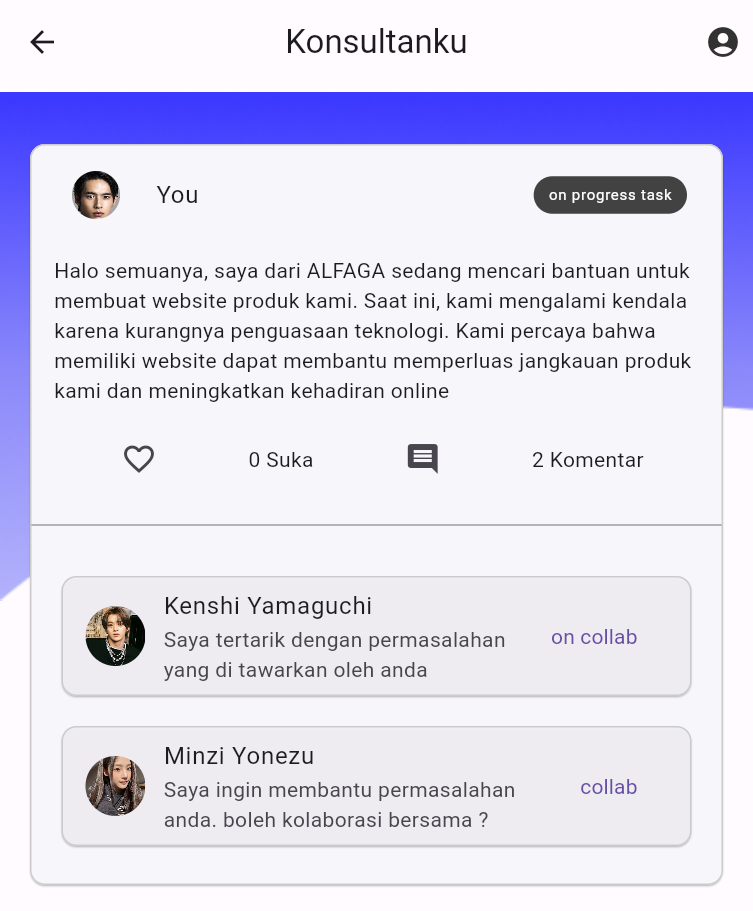 Konsultanku
You
on progress task
Halo semuanya, saya dari ALFAGA sedang mencari bantuan untuk
membuat website produk kami. Saat ini, kami mengalami kendala
karena kurangnya penguasaan teknologi. Kami percaya bahwa
memiliki website dapat membantu memperluas jangkauan produk
kami dan meningkatkan kehadiran online
0 Suka
2 Komentar
Kenshi Yamaguchi
Saya tertarik dengan permasalahan
yang di tawarkan oleh anda
on collab
Minzi Yonezu
Saya ingin membantu permasalahan
anda. boleh kolaborasi bersama ?
collab